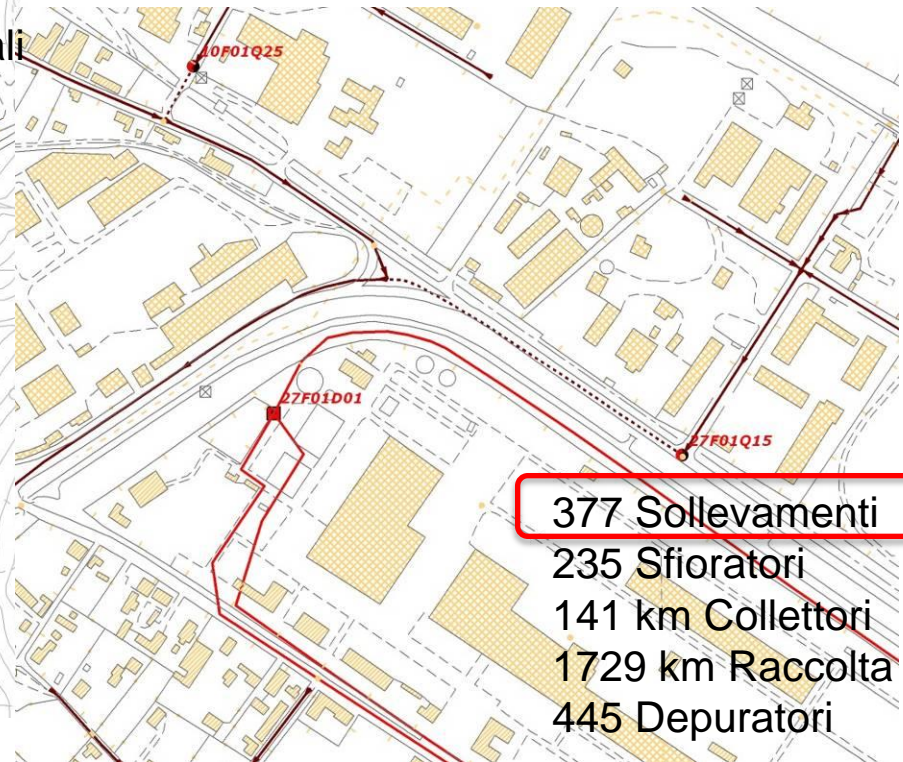 ali
10F01Q25
27F01D01
27F01Q15
377 Sollevamenti
235 Sfioratori
141 km Collettori
1729 km Raccolta
445 Depuratori